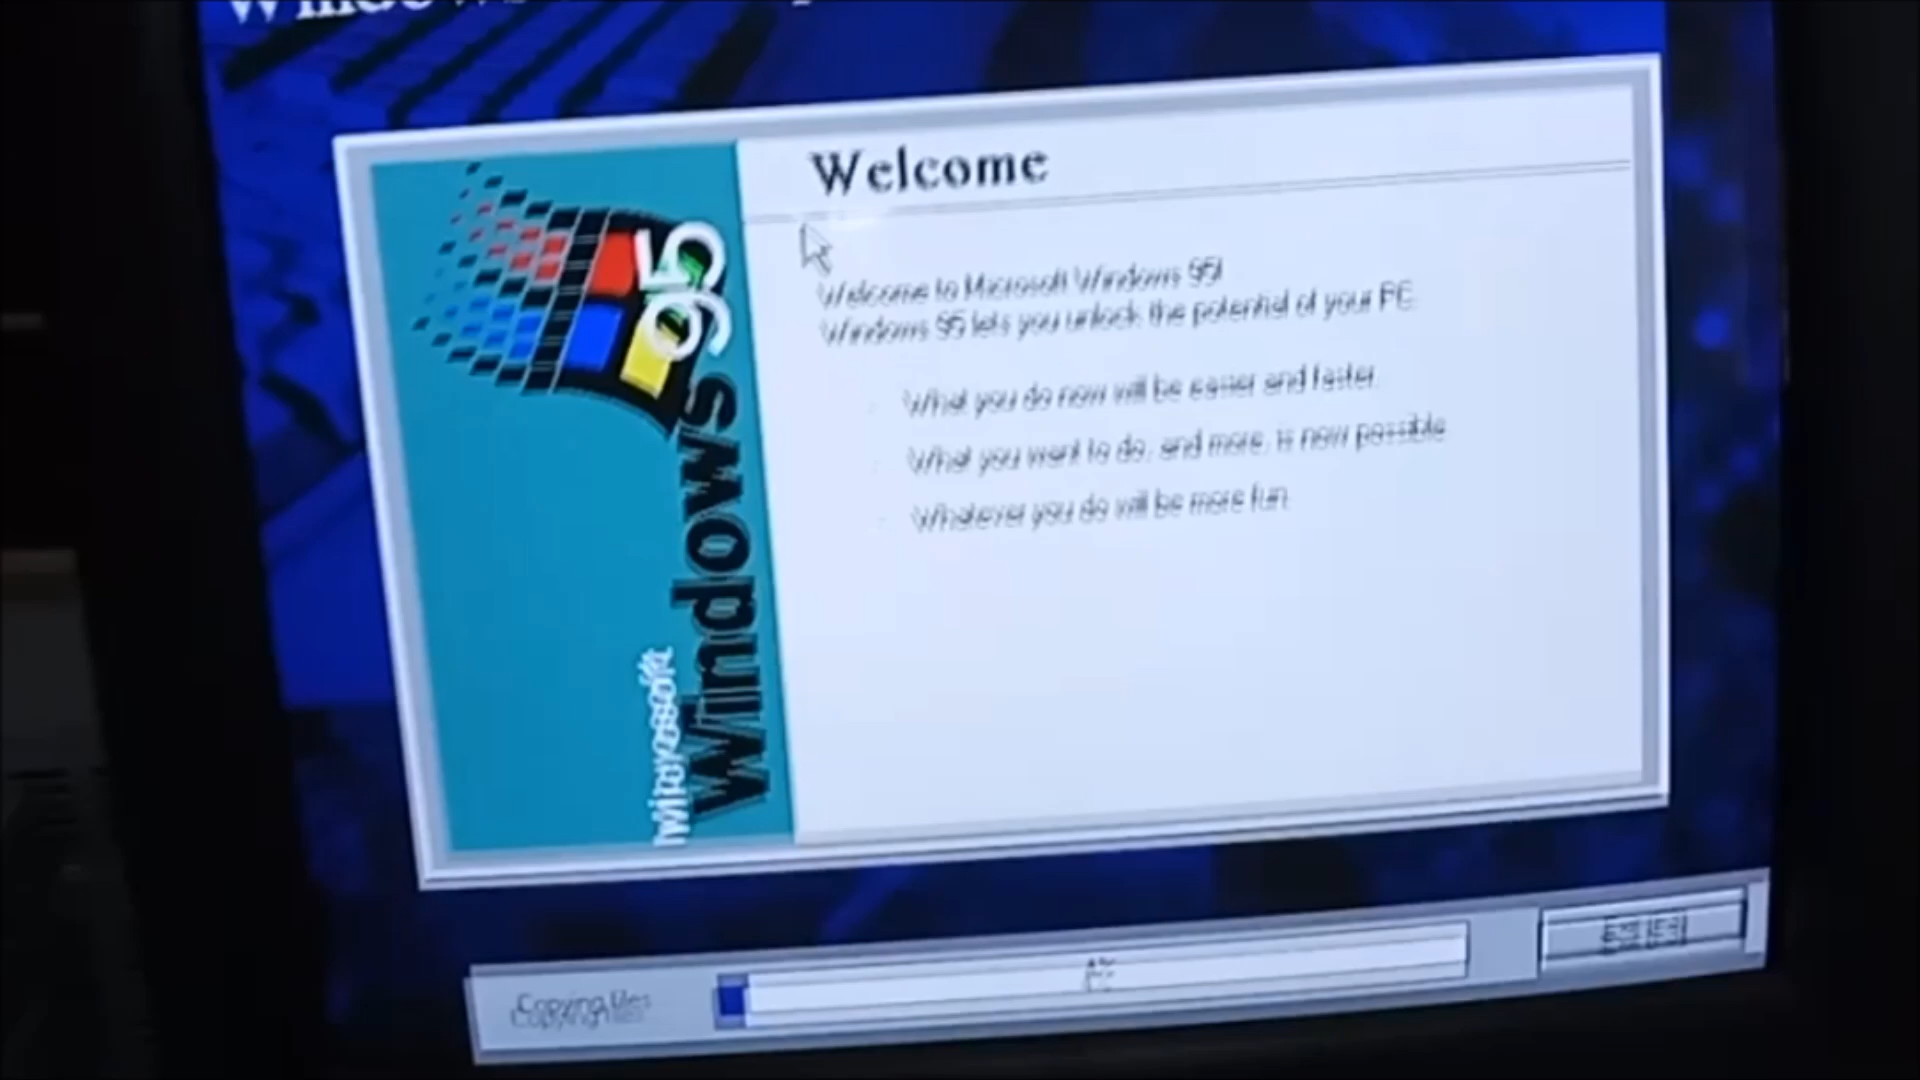 Welcome
Welcome to Microsoft Windows 95!
Windows 95 lets you unlock the potential of your PC.
What you do now will be easier and faster.
What you want to do, and more, is now possible
Whatever you do will be more fun.
Microsoft
Windows 95
Copying files